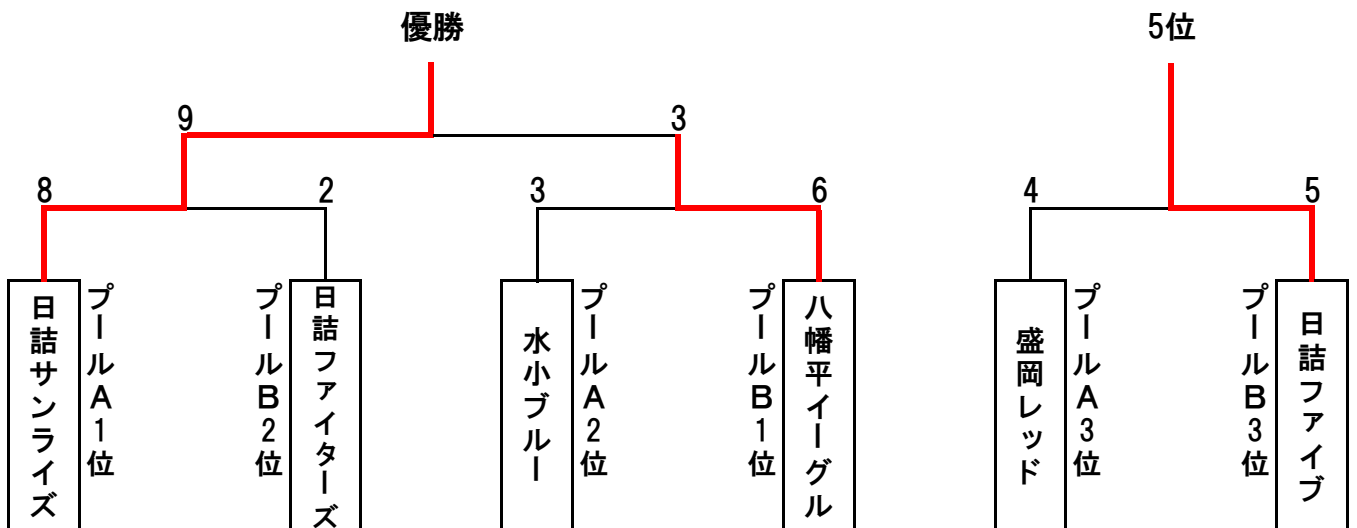 優勝
5位
9
3
8
2
3
6
4
5
日詰サンライズ
プールA1位
プールB2位
日詰ファイターズ
水小ブルー
プールA2位
プールB1位
八幡平イーグル
盛岡レッド
プールA3位
プールB3位
日詰ファイブ